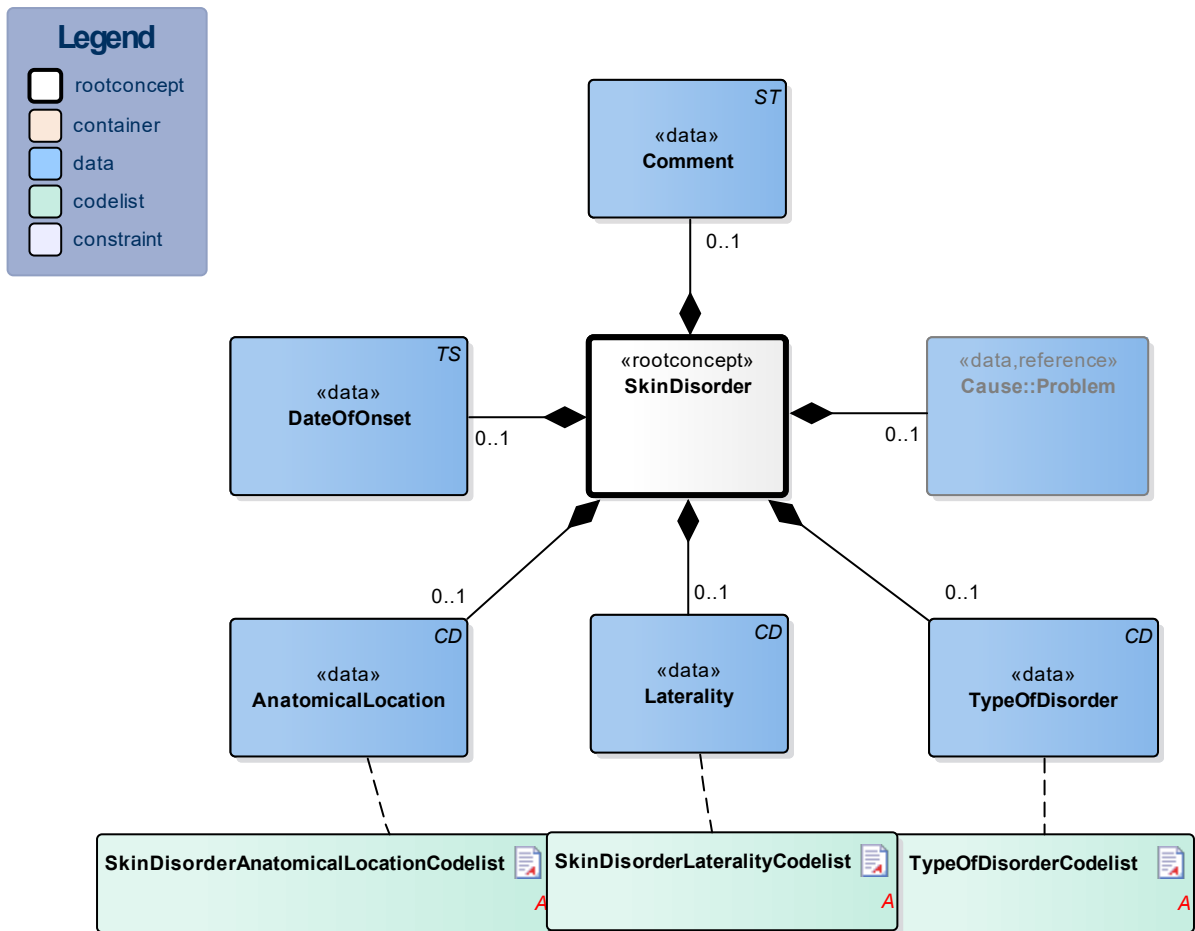 Legend
rootconcept
container
data
codelist
constraint
ST
«data»
Comment
0..1
TS
«data»
DateOfOnset
0..1
«rootconcept»
SkinDisorder
«data,reference»
Cause::Problem
0..1
0..1
0..1
0..1
CD
«data»
AnatomicalLocation
CD
«data»
Laterality
CD
«data»
TypeOfDisorder
SkinDisorderAnatomicalLocationCodelist
A
SkinDisorderLateralityCodelist
A
TypeOfDisorderCodelist
A